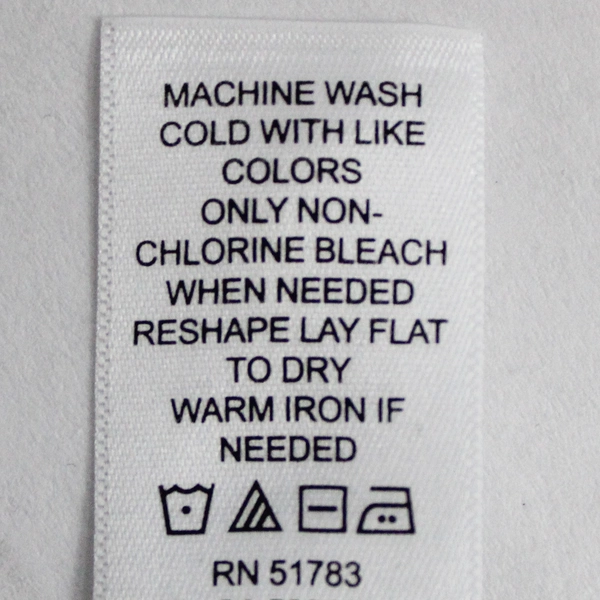 MACHINE WASH
COLD WITH LIKE
COLORS
ONLY NON-
CHLORINE BLEACH
WHEN NEEDED
RESHAPE LAY FLAT
TO DRY
WARM IRON IF
NEEDED
RN 51783